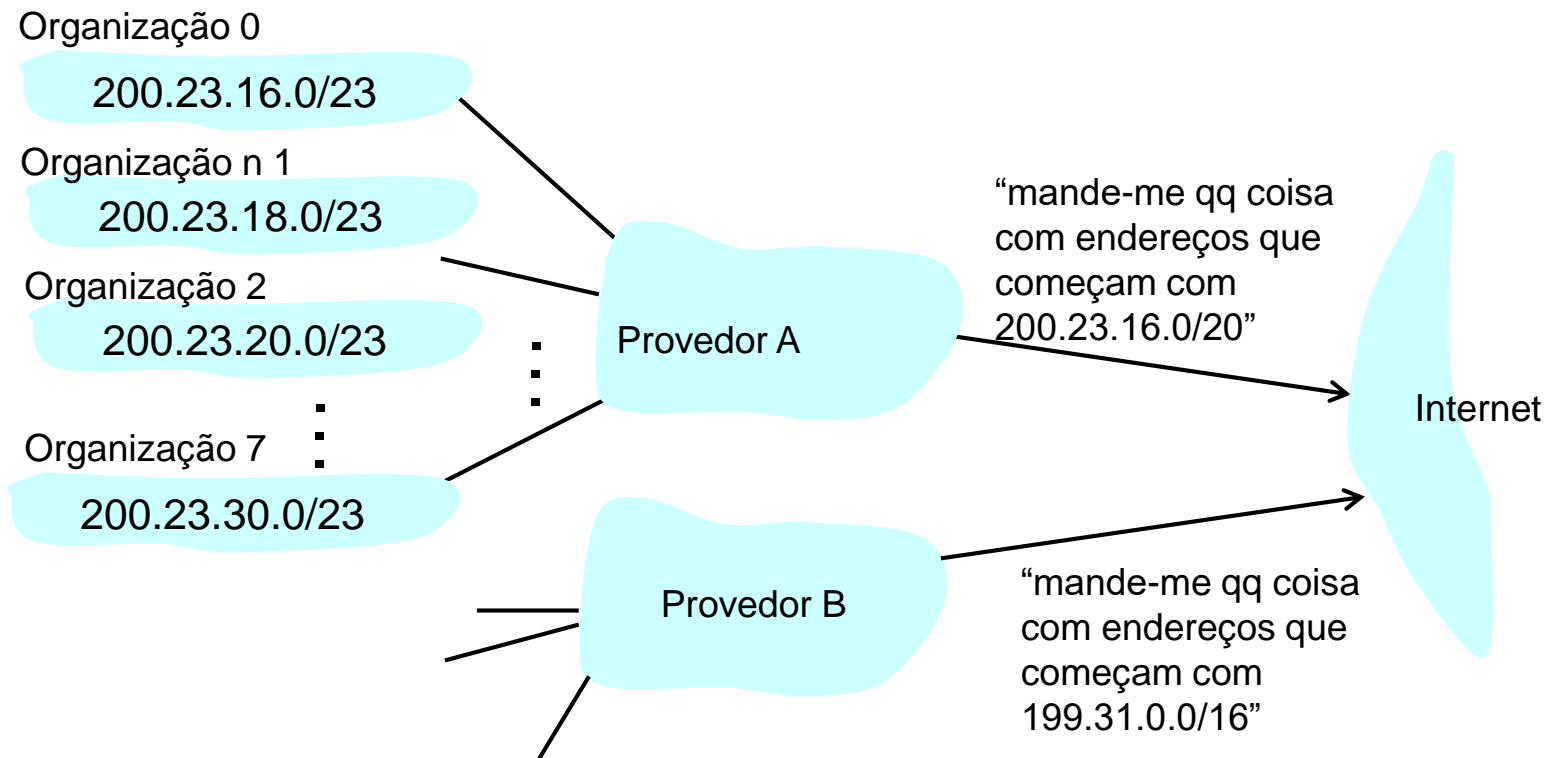 Organização 0
200.23.16.0/23
Organização n 1
200.23.18.0/23
Organização 2
200.23.20.0/23
Organização 7
200.23.30.0/23
Provedor A
“mande-me qq coisa
com endereços que
começam com
200.23.16.0/20”
Internet
Provedor B
“mande-me qq coisa
com endereços que
começam com
199.31.0.0/16”